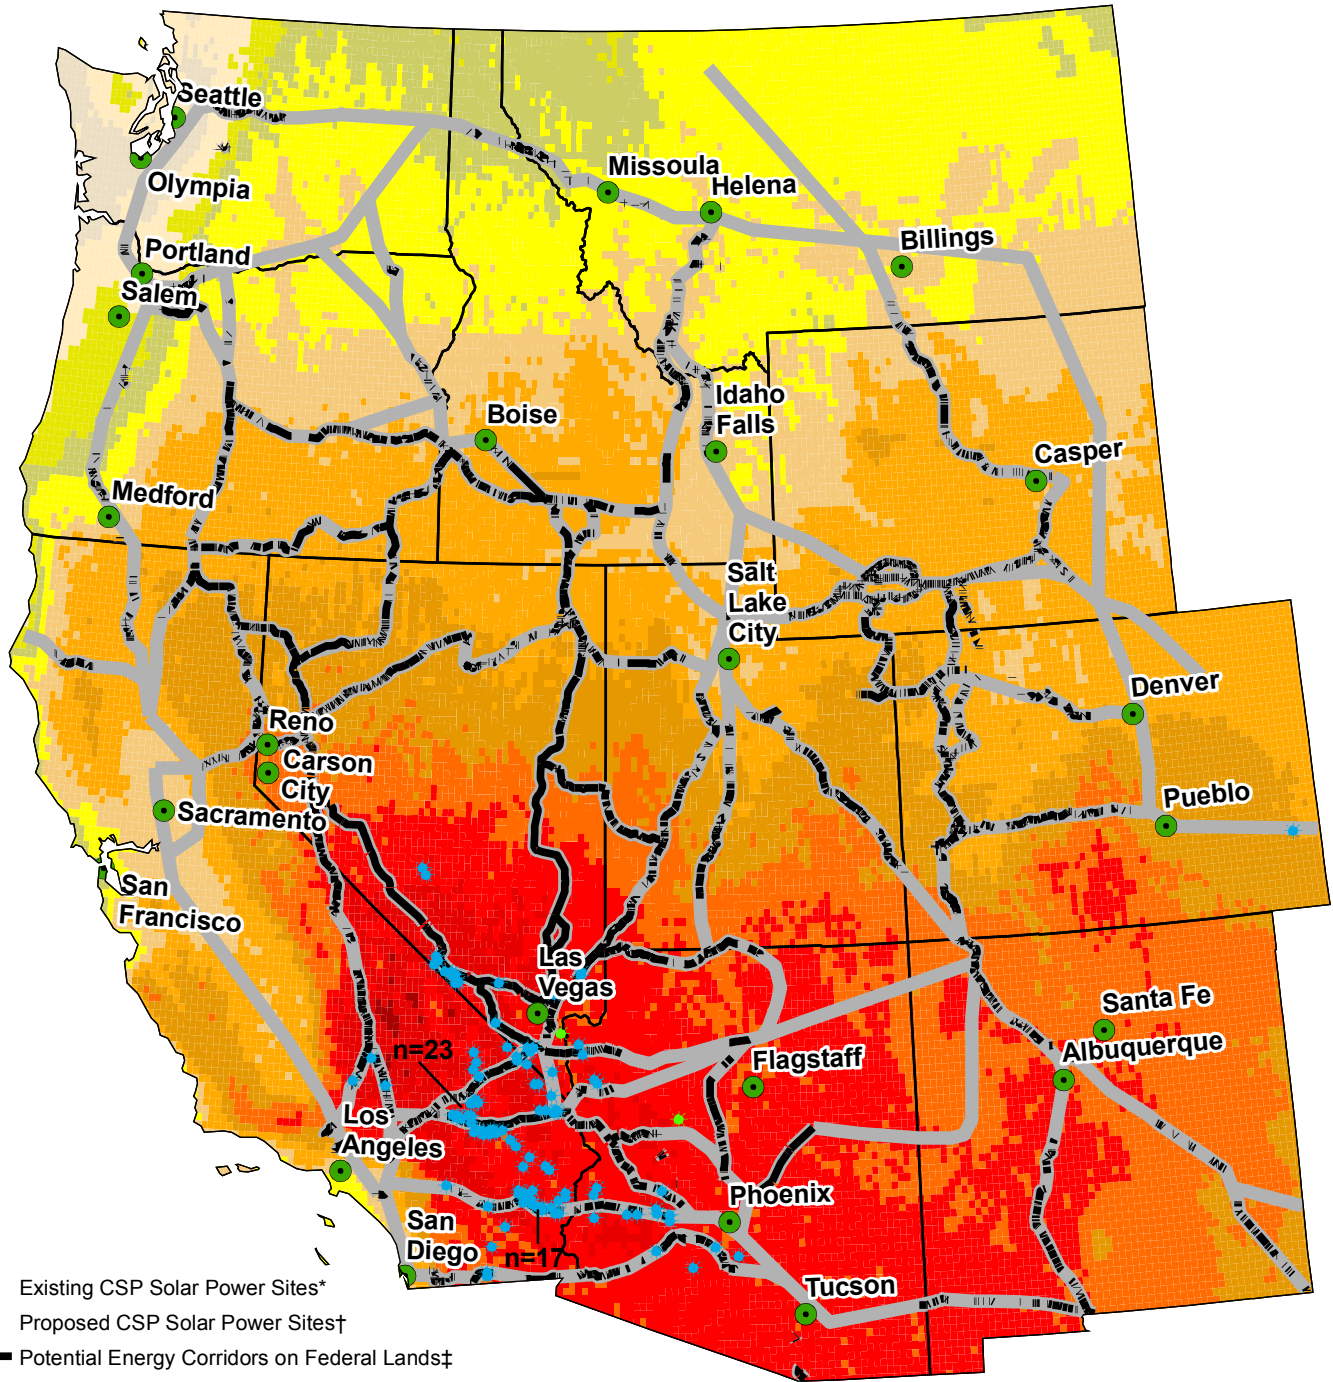 Seattle
Olympia
Missoula
Helena
Portland
Billings
Salem
Idaho
Falls
Boise
Casper
Medford
Salt
Lake
City
Denver
Reno
Carson
City
Pueblo
Sacramento
San
Francisco
Las
Vegas
Santa Fe
n=23
Flagstaff
Albuquerque
Los
Angeles
Phoenix
San
Diego
n=17
Tucson
Existing CSP Solar Power Sites*
Proposed CSP Solar Power Sites†
Potential Energy Corridors on Federal Lands‡